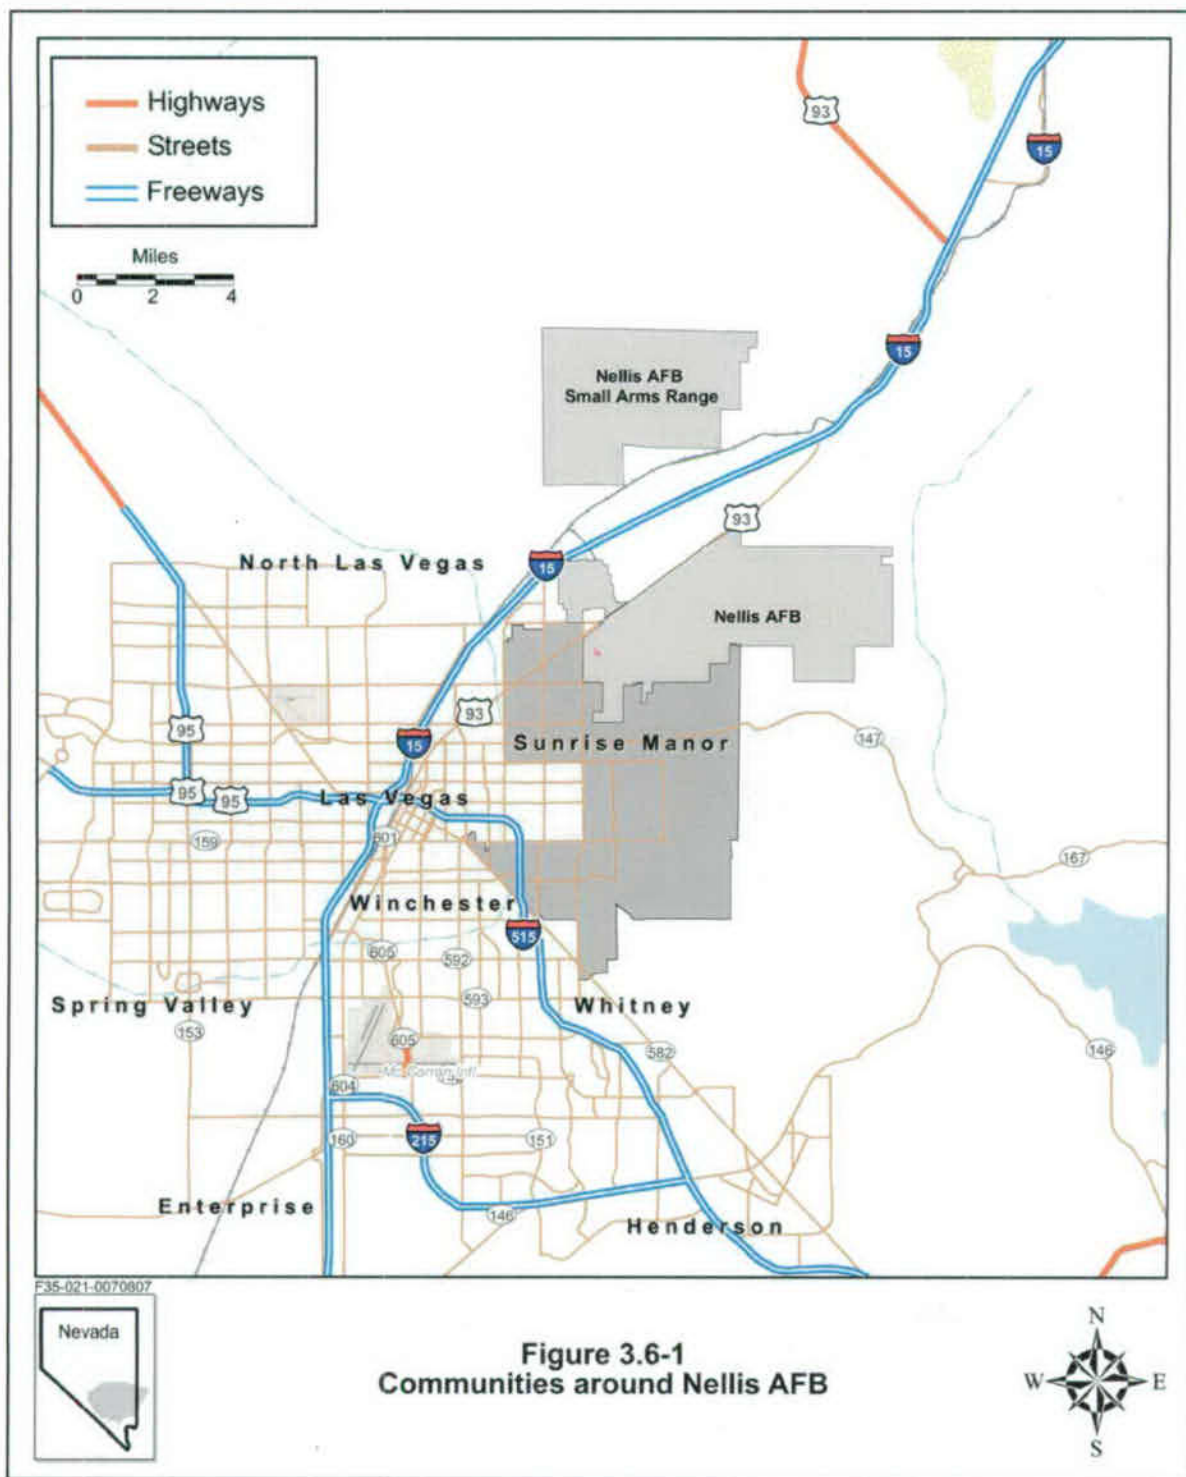 Highways
Streets
Freeways
Miles
0 2 4
93
15
15
Nellis AFB
Small Arms Range
93
North Las Vegas
15
Nellis AFB
93
95
15
Sunrise Manor
147
95
95
Las Vegas
159
601
167
Winchester
515
605
592
593
Spring Valley
Whitney
153
605
582
146
Mc Carran Intl
604
160
215
151
Enterprise
146
Henderson
F35-021-0070807
Nevada
Figure 3.6-1
Communities around Nellis AFB
N
W E
S